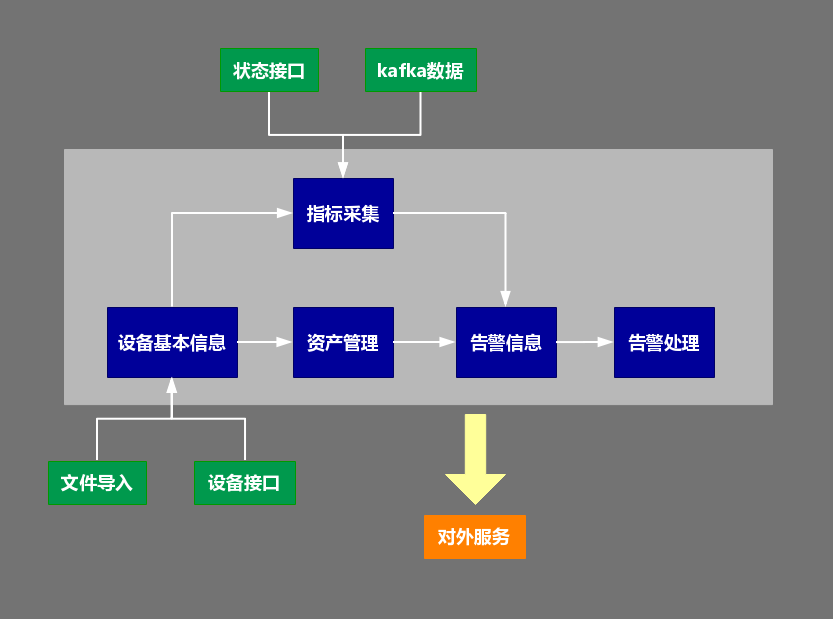 状态接口
kafka数据
指标采集
设备基本信息
资产管理
告警信息
告警处理
文件导入
设备接口
对外服务